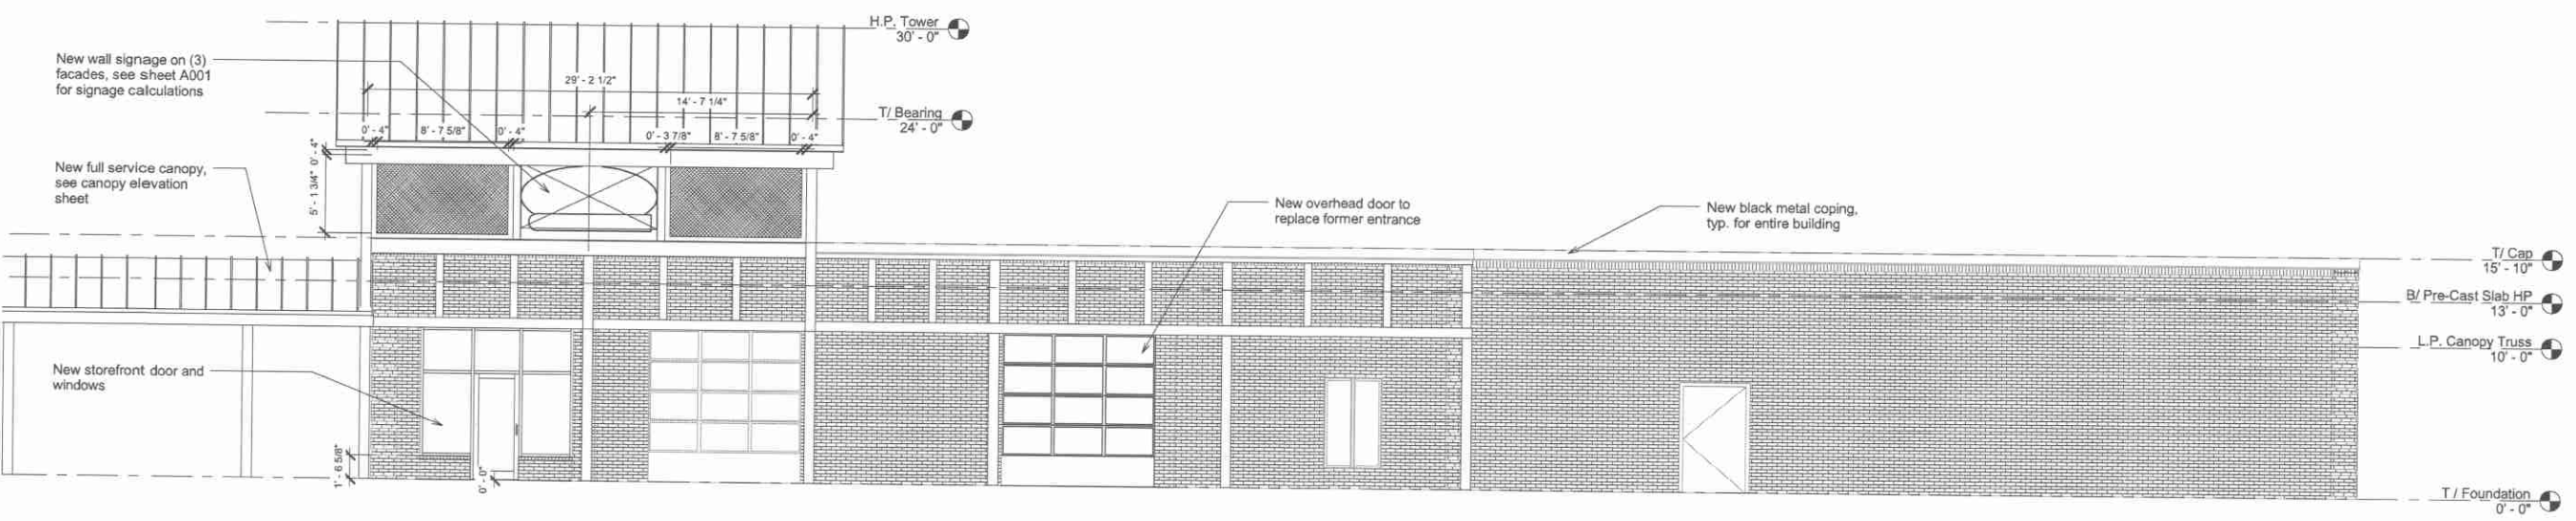 H.P. Tower
30' - 0"
New wall signage on (3)
facades, see sheet A001
for signage calculations
29' - 2 1/2"
14' - 7 1/4"
T/ Bearing
24' - 0"
0' - 4"
8' - 7 5/8"
0' - 4"
0' - 3 7/8"
8' - 7 5/8"
0' - 4"
0' - 4"
5' - 1 3/4"
New full service canopy,
see canopy elevation
sheet
New overhead door to
replace former entrance
New black metal coping,
typ. for entire building
T/ Cap
15' - 10"
B/ Pre-Cast Slab HP
13' - 0"
L.P. Canopy Truss
10' - 0"
New storefront door and
windows
1' - 6 5/8"
0' - 0"
T / Foundation
0' - 0"